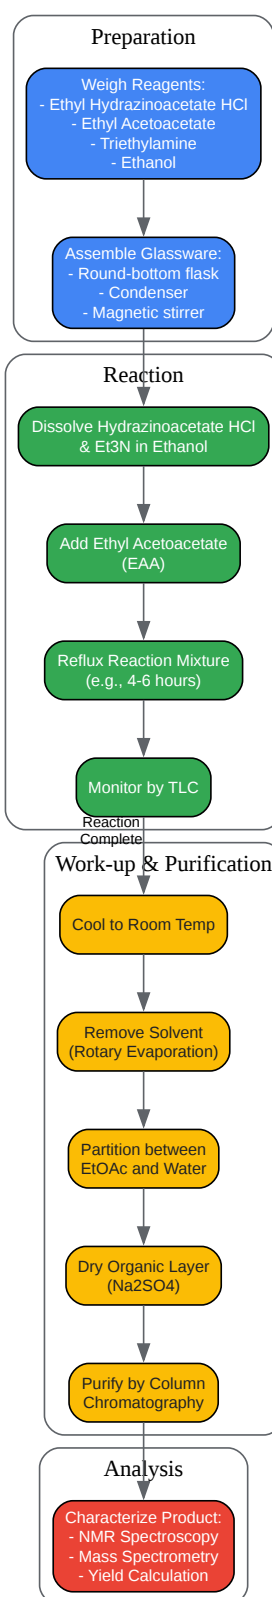 Preparation
Weigh Reagents:
- Ethyl Hydrazinoacetate HCl
- Ethyl Acetoacetate
- Triethylamine
- Ethanol
Assemble Glassware:
- Round-bottom flask
- Condenser
- Magnetic stirrer
Reaction
Dissolve Hydrazinoacetate HCl
& Et3N in Ethanol
Add Ethyl Acetoacetate
(EAA)
Reflux Reaction Mixture
(e.g., 4-6 hours)
Monitor by TLC
Reaction
Complete
Work-up & Purification
Cool to Room Temp
Remove Solvent
(Rotary Evaporation)
Partition between
EtOAc and Water
Dry Organic Layer
(Na2SO4)
Purify by Column
Chromatography
Analysis
Characterize Product:
- NMR Spectroscopy
- Mass Spectrometry
- Yield Calculation